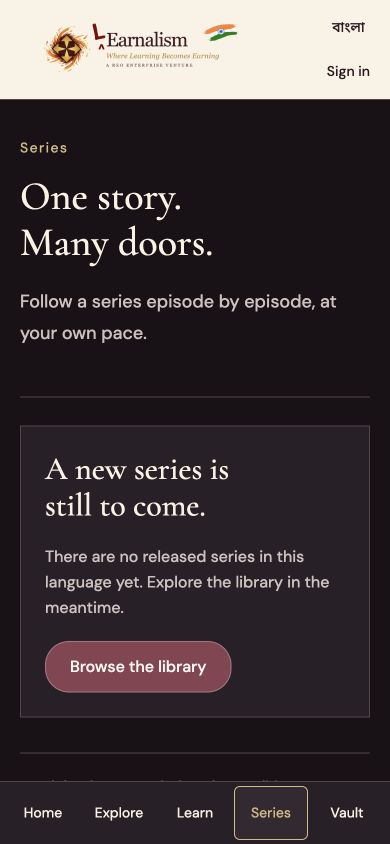 বাংলা
LEarnalism
Where Learning Becomes Earning
A REO ENTERPRISE VENTURE
Sign in
Series
One story.
Many doors.
Follow a series episode by episode, at
your own pace.
A new series is
still to come.
There are no released series in this
language yet. Explore the library in the
meantime.
Browse the library
Home
Explore
Learn
Series
Vault